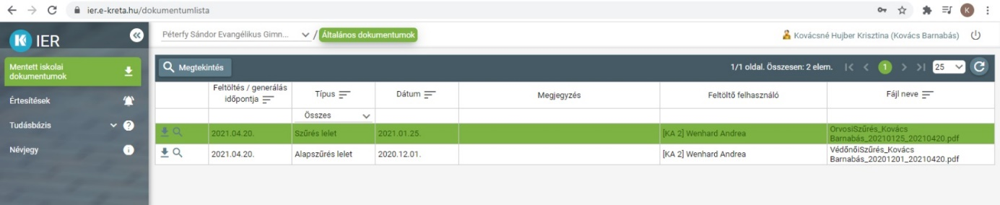 ier.e-kreta.hu/dokumentumlista
K
IER
Péterfy Sándor Evangélikus Gimn... / Általános dokumentumok
Kovácsné Hujber Krisztina (Kovács Barnabás)
Mentett iskolai
dokumentumok
Értesítések
Tudásbázis
Névjegy
Megtekintés
1/1 oldal. Összesen: 2 elem. 1 25
Feltöltés / generálás
időpontja Típus Dátum Megjegyzés Feltöltő felhasználó Fájl neve
Összes
2021.04.20. Szűrés lelet 2021.01.25. [KA 2] Wenhard Andrea OrvosiSzűrés_Kovács
Barnabás_20210125_20210420.pdf
2021.04.20. Alapszűrés lelet 2020.12.01. [KA 2] Wenhard Andrea VédőnőiSzűrés_Kovács
Barnabás_20201201_20210420.pdf